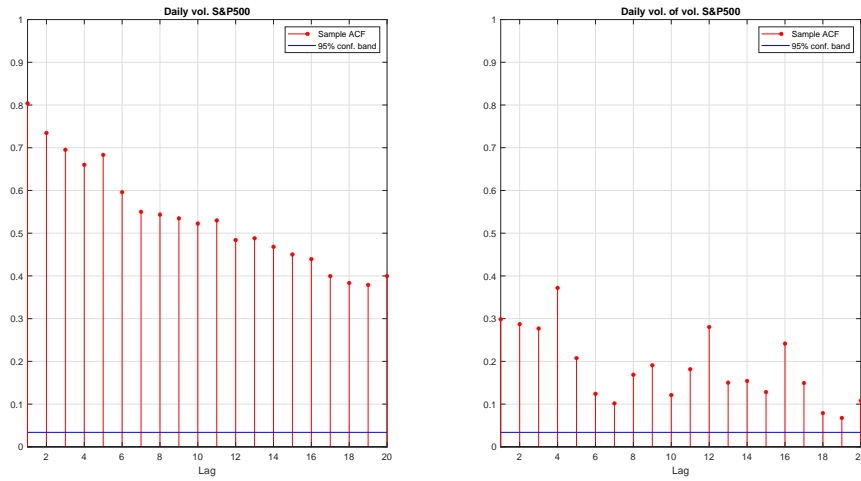 Daily vol. S&P500
Sample ACF
95% conf. band
1
0.9
0.8
0.7
0.6
0.5
0.4
0.3
0.2
0.1
0
2 4 6 8 10 12 14 16 18 20
Lag
Daily vol. of vol. S&P500
Sample ACF
95% conf. band
1
0.9
0.8
0.7
0.6
0.5
0.4
0.3
0.2
0.1
0
2 4 6 8 10 12 14 16 18
Lag